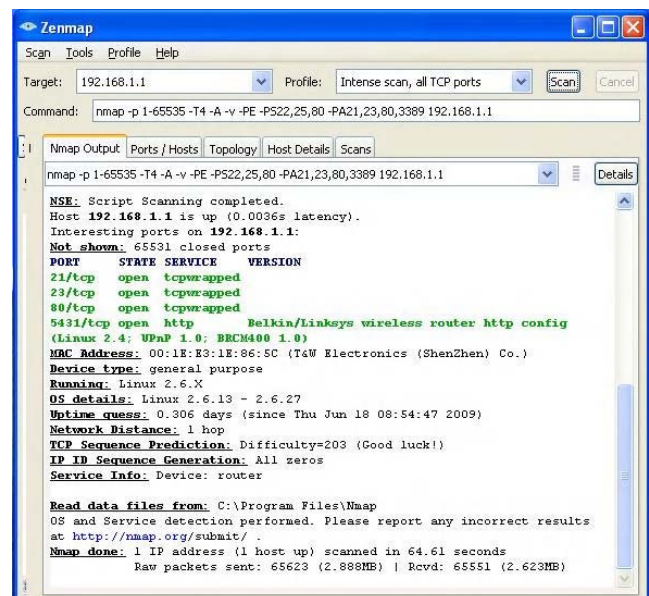 Zenmap
Scan Tools Profile Help
Target: 192.168.1.1 Profile: Intense scan, all TCP ports Scan Cancel
Command: nmap -p 1-65535 -T4 -A -v -PE -PS22,25,80 -PA21,23,80,3389 192.168.1.1
Nmap Output Ports / Hosts Topology Host Details Scans
nmap -p 1-65535 -T4 -A -v -PE -PS22,25,80 -PA21,23,80,3389 192.168.1.1 Details
NSE: Script Scanning completed.
Host 192.168.1.1 is up (0.0036s latency).
Interesting ports on 192.168.1.1:
Not shown: 65531 closed ports
PORT STATE SERVICE VERSION
21/tcp open tcpwrapped
23/tcp open tcpwrapped
80/tcp open tcpwrapped
5431/tcp open http Belkin/Linksys wireless router http config
(Linux 2.4; UPnP 1.0; BRCM400 1.0)
MAC Address: 00:1E:E3:1E:86:5C (T&W Electronics (ShenZhen) Co.)
Device type: general purpose
Running: Linux 2.6.X
OS details: Linux 2.6.13 - 2.6.27
Uptime guess: 0.306 days (since Thu Jun 18 08:54:47 2009)
Network Distance: 1 hop
TCP Sequence Prediction: Difficulty=203 (Good luck!)
IP ID Sequence Generation: All zeros
Service Info: Device: router
Read data files from: C:\Program Files\Nmap
OS and Service detection performed. Please report any incorrect results
at http://nmap.org/submit/ .
Nmap done: 1 IP address (1 host up) scanned in 64.61 seconds
Raw packets sent: 65623 (2.888MB) | Rcvd: 65551 (2.623MB)